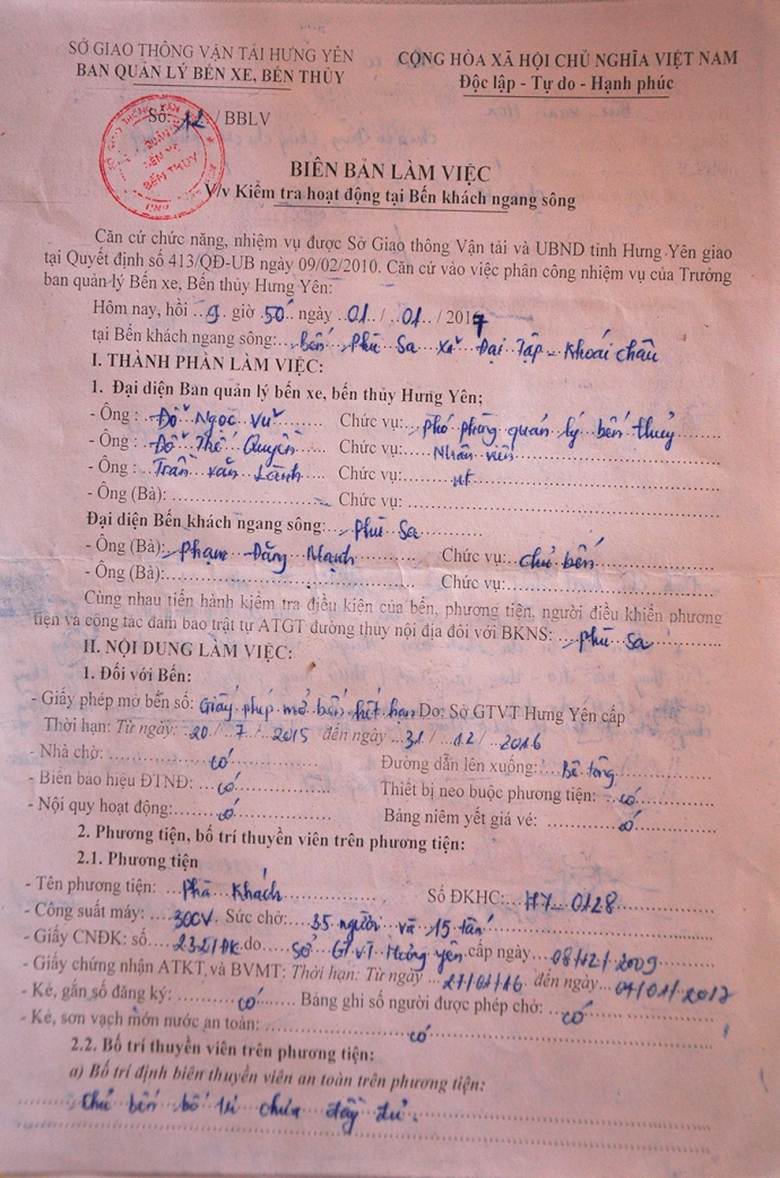 SỞ GIAO THÔNG VẬN TẢI HƯNG YÊN
BAN QUẢN LÝ BẾN XE, BẾN THỦY
CỘNG HÒA XÃ HỘI CHỦ NGHĨA VIỆT NAM
Độc lập - Tự do - Hạnh phúc
Số: 12 / BBLV
BIÊN BẢN LÀM VIỆC
V/v Kiểm tra hoạt động tại Bến khách ngang sông
Căn cứ chức năng, nhiệm vụ được Sở Giao thông Vận tải và UBND tỉnh Hưng Yên giao
tại Quyết định số 413/QĐ-UB ngày 09/02/2010. Căn cứ vào việc phân công nhiệm vụ của Trưởng
ban quản lý Bến xe, Bến thủy Hưng Yên:
Hôm nay, hồi 9 giờ 50 ngày 01 / 01 / 2017
tại Bến khách ngang sông: bến Phù Sa xã Đại Tập - Khoái Châu
I. THÀNH PHẦN LÀM VIỆC:
1. Đại diện Ban quản lý bến xe, bến thủy Hưng Yên;
- Ông : Đỗ Ngọc Vũ Chức vụ: phó phòng quản lý bến thuỷ
- Ông : Đỗ Thế Quyền Chức vụ: Nhân viên
- Ông : Trần Văn Lành Chức vụ: nt
- Ông (Bà): Chức vụ:
Đại diện Bến khách ngang sông: Phù Sa
- Ông (Bà): Phạm Đăng Mạnh Chức vụ: chủ bến
- Ông (Bà): Chức vụ:
Cùng nhau tiến hành kiểm tra điều kiện của bến, phương tiện, người điều khiển phương
tiện và công tác đảm bảo trật tự ATGT đường thủy nội địa đối với BKNS: phù Sa
II. NỘI DUNG LÀM VIỆC:
1. Đối với Bến:
- Giấy phép mở bến số: Giấy phép mở bến hết hạn Do: Sở GTVT Hưng Yên cấp
Thời hạn: Từ ngày: 20 / 7 / 2015 đến ngày 31 / 12 / 2016
- Nhà chờ: có Đường dẫn lên xuống: Bê tông
- Biển báo hiệu ĐTNĐ: có Thiết bị neo buộc phương tiện: có
- Nội quy hoạt động: có Bảng niêm yết giá vé: có
2. Phương tiện, bố trí thuyền viên trên phương tiện:
2.1. Phương tiện
- Tên phương tiện: Phà Khách Số ĐKHC: HY-0128
- Công suất máy: 300V Sức chở: 35 người và 15 tấn
- Giấy CNĐK: số 232/ĐK do Sở GTVT Hưng yên cấp ngày 08/12/2009
- Giấy chứng nhận ATKT và BVMT: Thời hạn: Từ ngày 21/01/16 đến ngày 04/01/2017
- Kẻ, gắn số đăng ký: có Bảng ghi số người được phép chở: có
- Kẻ, sơn vạch mớn nước an toàn: có
2.2. Bố trí thuyền viên trên phương tiện:
a) Bố trí định biên thuyền viên an toàn trên phương tiện:
Chủ bến bố trí chưa đầy đủ.